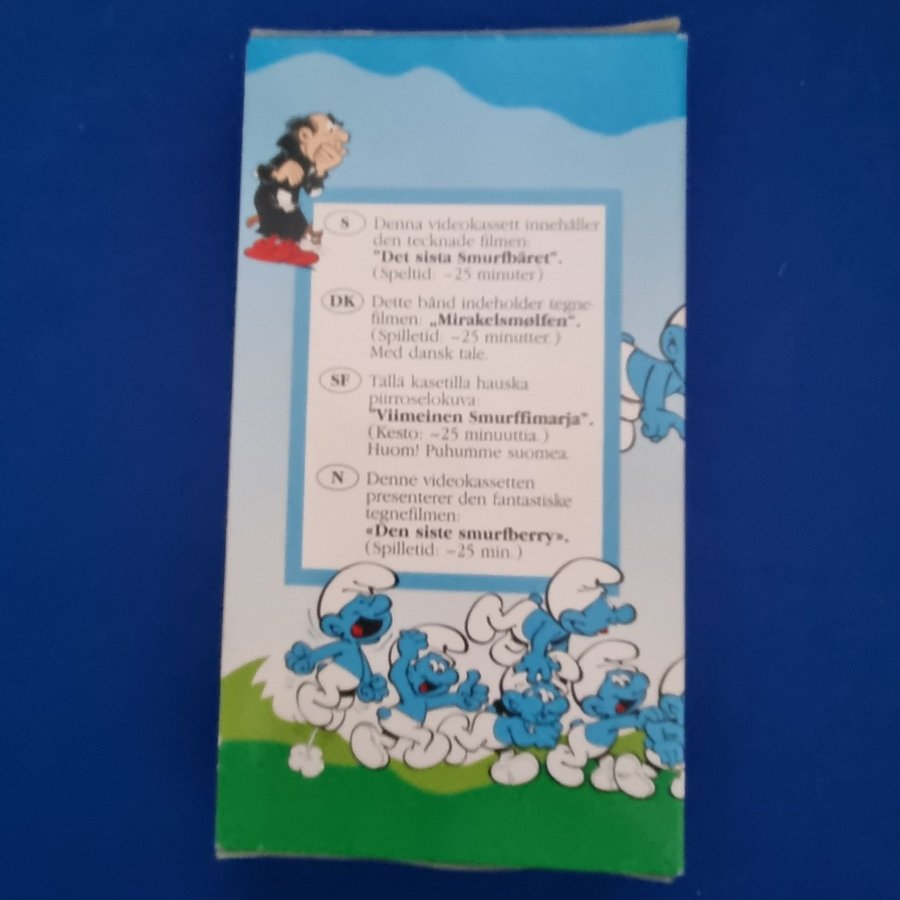 S Denna videokassett innehåller
den tecknade filmen:
"Det sista Smurfbäret".
(Speltid: ~25 minuter.)
DK Dette bånd indeholder tegne-
filmen: „Mirakelsmølfen“.
(Spilletid: ~25 minutter.)
Med dansk tale.
SF Tällä kasetilla hauska
piirroselokuva:
"Viimeinen Smurffimarja".
(Kesto: ~25 minuuttia.)
Huom! Puhumme suomea.
N Denne videokassetten
presenterer den fantastiske
tegnefilmen:
«Den siste smurfberry».
(Spilletid: ~25 min.)